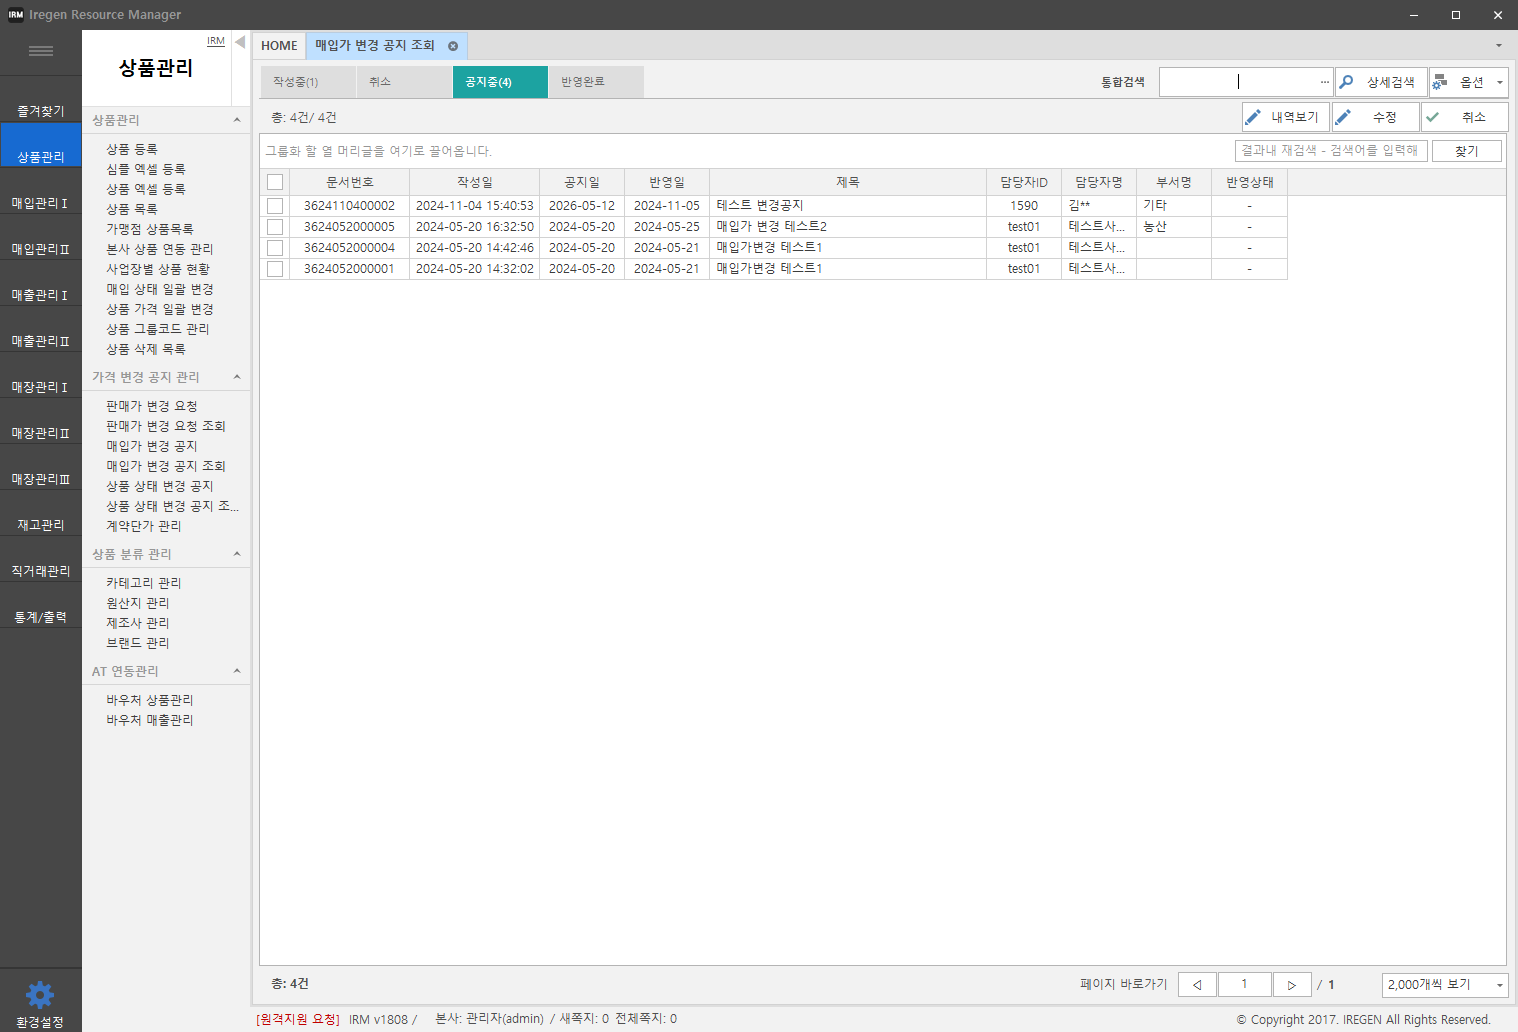 IRM Iregen Resource Manager
즐겨찾기
상품관리
매입관리Ⅰ
매입관리Ⅱ
매출관리Ⅰ
매출관리Ⅱ
매장관리Ⅰ
매장관리Ⅱ
매장관리Ⅲ
재고관리
직거래관리
통계/출력
환경설정
IRM
상품관리
상품관리
상품 등록
심플 엑셀 등록
상품 엑셀 등록
상품 목록
가맹점 상품목록
본사 상품 연동 관리
사업장별 상품 현황
매입 상태 일괄 변경
상품 가격 일괄 변경
상품 그룹코드 관리
상품 삭제 목록
가격 변경 공지 관리
판매가 변경 요청
판매가 변경 요청 조회
매입가 변경 공지
매입가 변경 공지 조회
상품 상태 변경 공지
상품 상태 변경 공지 조...
계약단가 관리
상품 분류 관리
카테고리 관리
원산지 관리
제조사 관리
브랜드 관리
AT 연동관리
바우처 상품관리
바우처 매출관리
HOME 매입가 변경 공지 조회
작성중(1) 취소 공지중(4) 반영완료 통합검색 ... 상세검색 옵션
총: 4건/ 4건 내역보기 수정 취소
그룹화 할 열 머리글을 여기로 끌어옵니다. 결과내 재검색 - 검색어를 입력해 찾기
문서번호 작성일 공지일 반영일 제목 담당자ID 담당자명 부서명 반영상태
3624110400002 2024-11-04 15:40:53 2026-05-12 2024-11-05 테스트 변경공지 1590 김** 기타 -
3624052000005 2024-05-20 16:32:50 2024-05-20 2024-05-25 매입가 변경 테스트2 test01 테스트사... 농산 -
3624052000004 2024-05-20 14:42:46 2024-05-20 2024-05-21 매입가변경 테스트1 test01 테스트사... -
3624052000001 2024-05-20 14:32:02 2024-05-20 2024-05-21 매입가변경 테스트1 test01 테스트사... -
총: 4건 페이지 바로가기 1 / 1 2,000개씩 보기
[원격지원 요청] IRM v1808 / 본사: 관리자(admin) / 새쪽지: 0 전체쪽지: 0 © Copyright 2017. IREGEN All Rights Reserved.